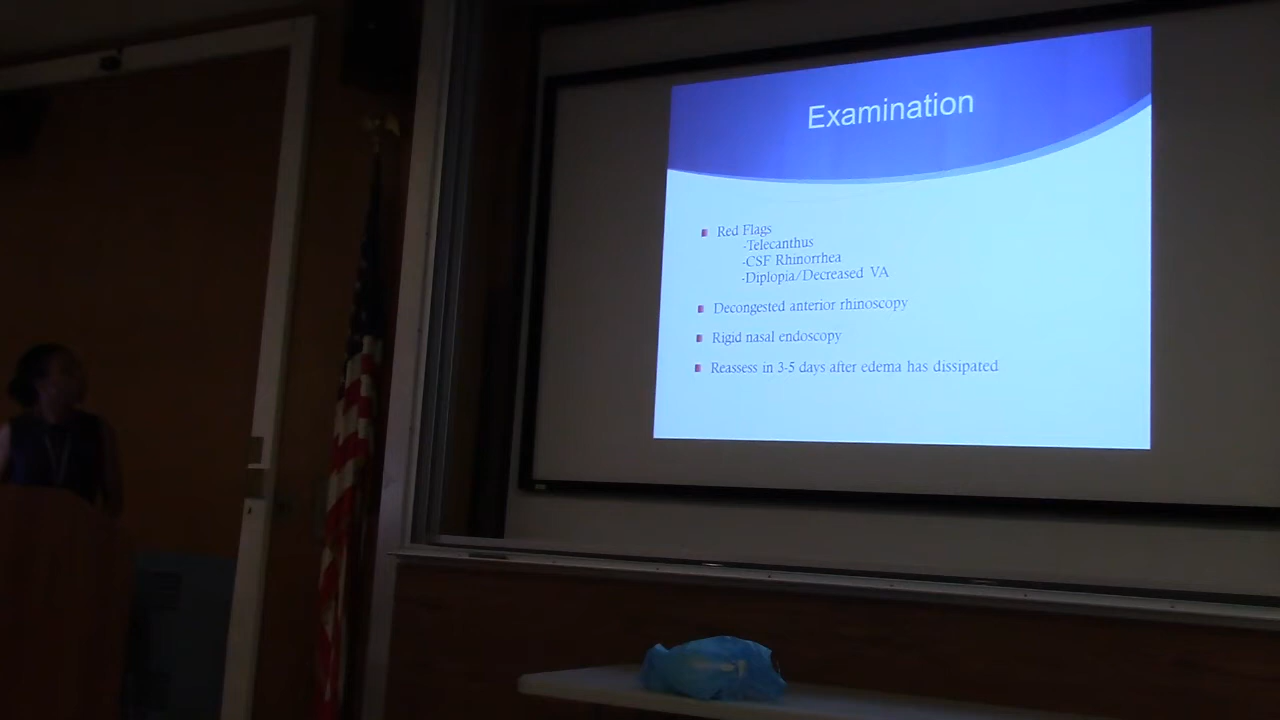 Examination
Red Flags
-Telecanthus
-CSF Rhinorrhea
-Diplopia/Decreased VA
Decongested anterior rhinoscopy
Rigid nasal endoscopy
Reassess in 3-5 days after edema has dissipated